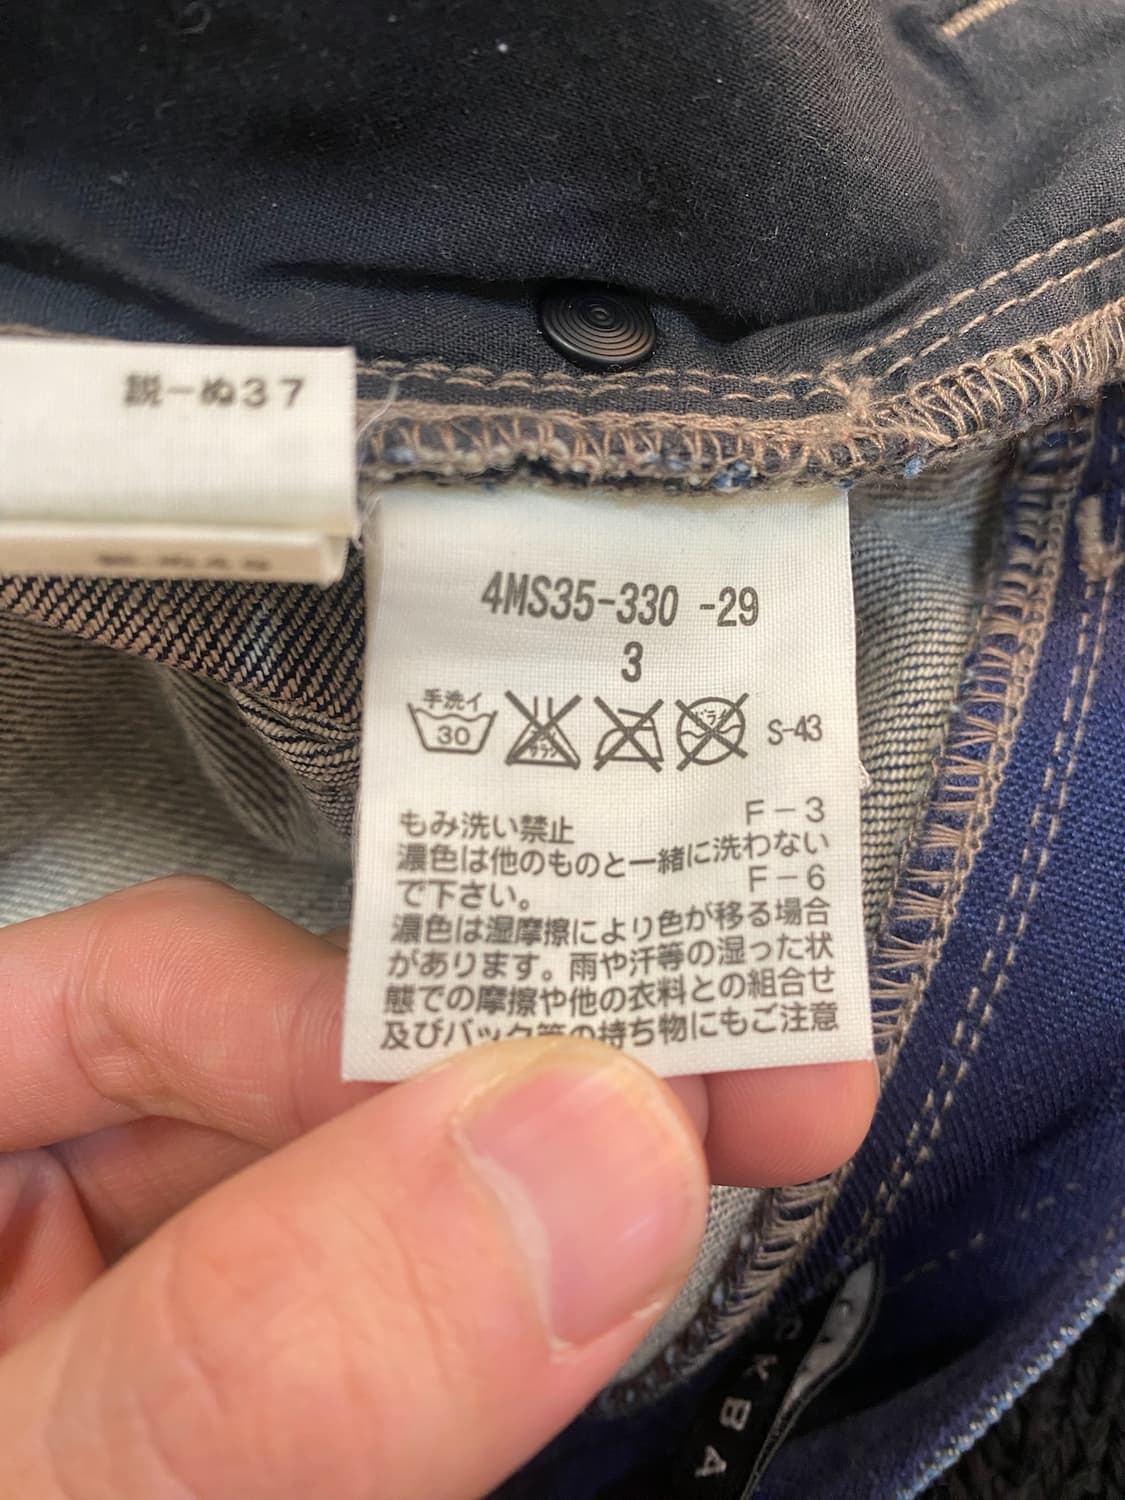 説-ぬ37
4MS35-330 -29
3
手洗イ
30
S-43
F-3
もみ洗い禁止
濃色は他のものと一緒に洗わない
F-6
で下さい。
濃色は湿摩擦により色が移る場合
があります。雨や汗等の湿った状
態での摩擦や他の衣料との組合せ
及びバック等の持ち物にもご注意
CKBA